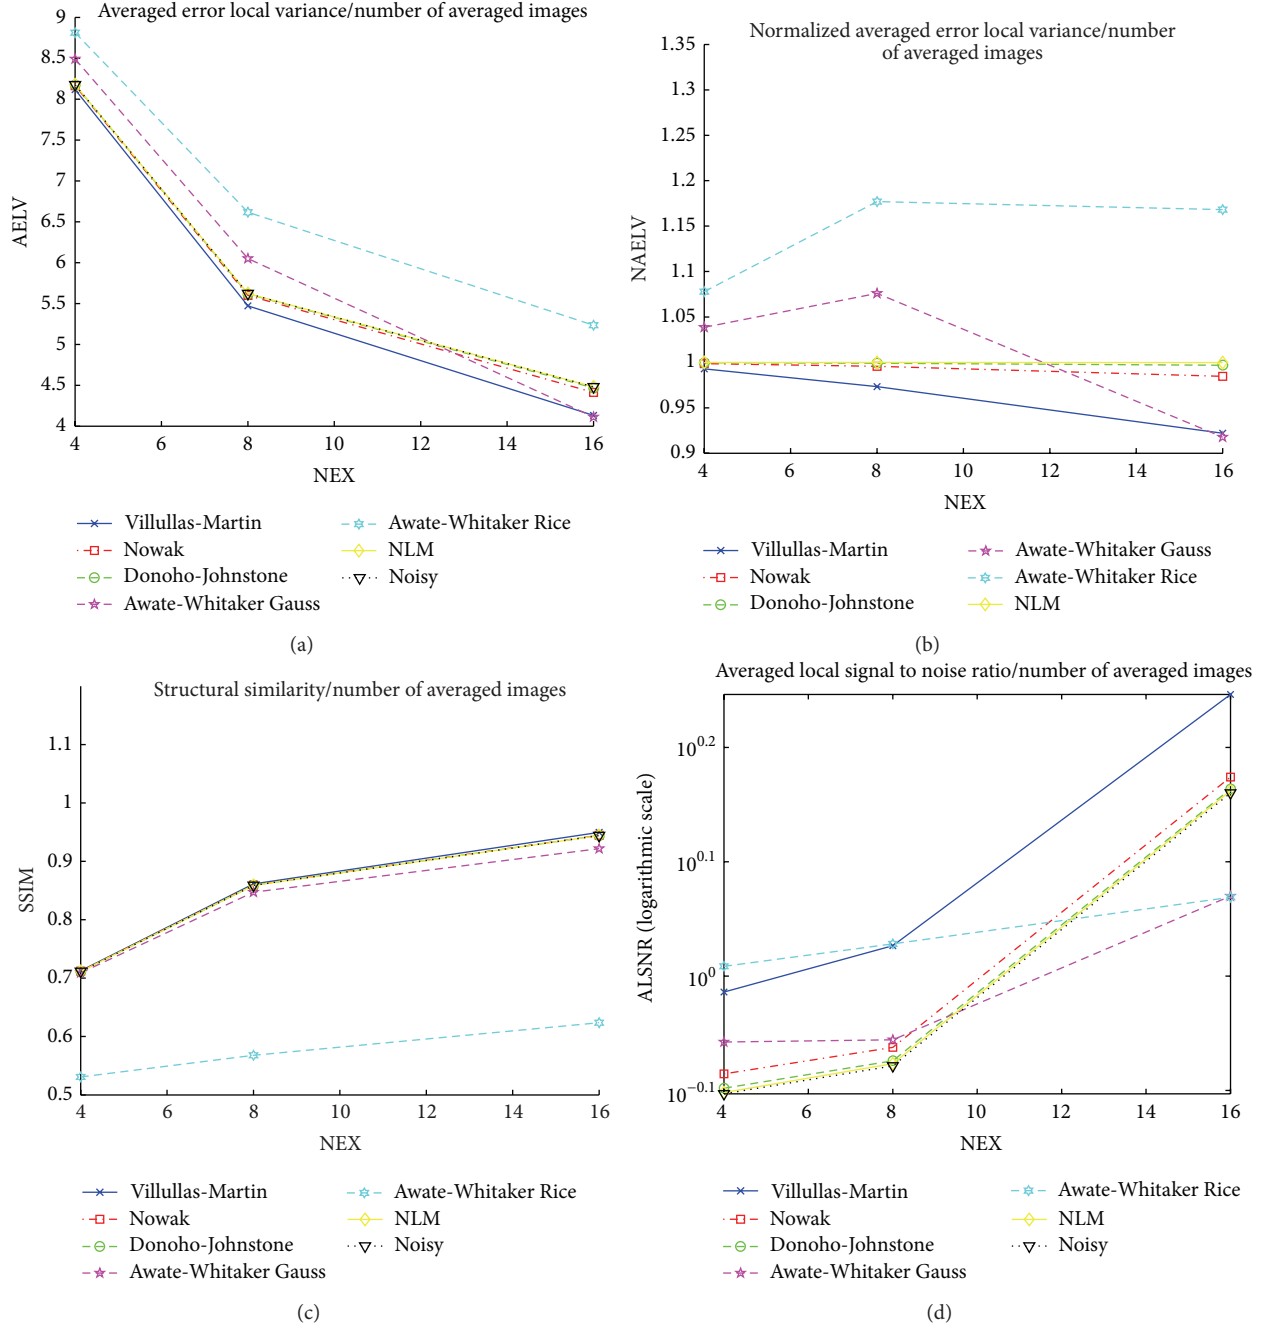 Averaged error local variance/number of averaged images
9
8.5
8
7.5
7
6.5
6
5.5
5
4.5
4
AELV
4 6 8 10 12 14 16
NEX
Villullas-Martin
Nowak
Donoho-Johnstone
Awate-Whitaker Gauss
Awate-Whitaker Rice
NLM
Noisy
(a)
Normalized averaged error local variance/number
of averaged images
1.35
1.3
1.25
1.2
1.15
1.1
1.05
1
0.95
0.9
NAELV
4 6 8 10 12 14 16
NEX
Villullas-Martin
Nowak
Donoho-Johnstone
Awate-Whitaker Gauss
Awate-Whitaker Rice
NLM
(b)
Structural similarity/number of averaged images
1.1
1
0.9
0.8
0.7
0.6
0.5
SSIM
4 6 8 10 12 14 16
NEX
Villullas-Martin
Nowak
Donoho-Johnstone
Awate-Whitaker Gauss
Awate-Whitaker Rice
NLM
Noisy
(c)
Averaged local signal to noise ratio/number of averaged images
10^0.2
10^0.1
10^0
10^−0.1
ALSNR (logarithmic scale)
4 6 8 10 12 14 16
NEX
Villullas-Martin
Nowak
Donoho-Johnstone
Awate-Whitaker Gauss
Awate-Whitaker Rice
NLM
Noisy
(d)